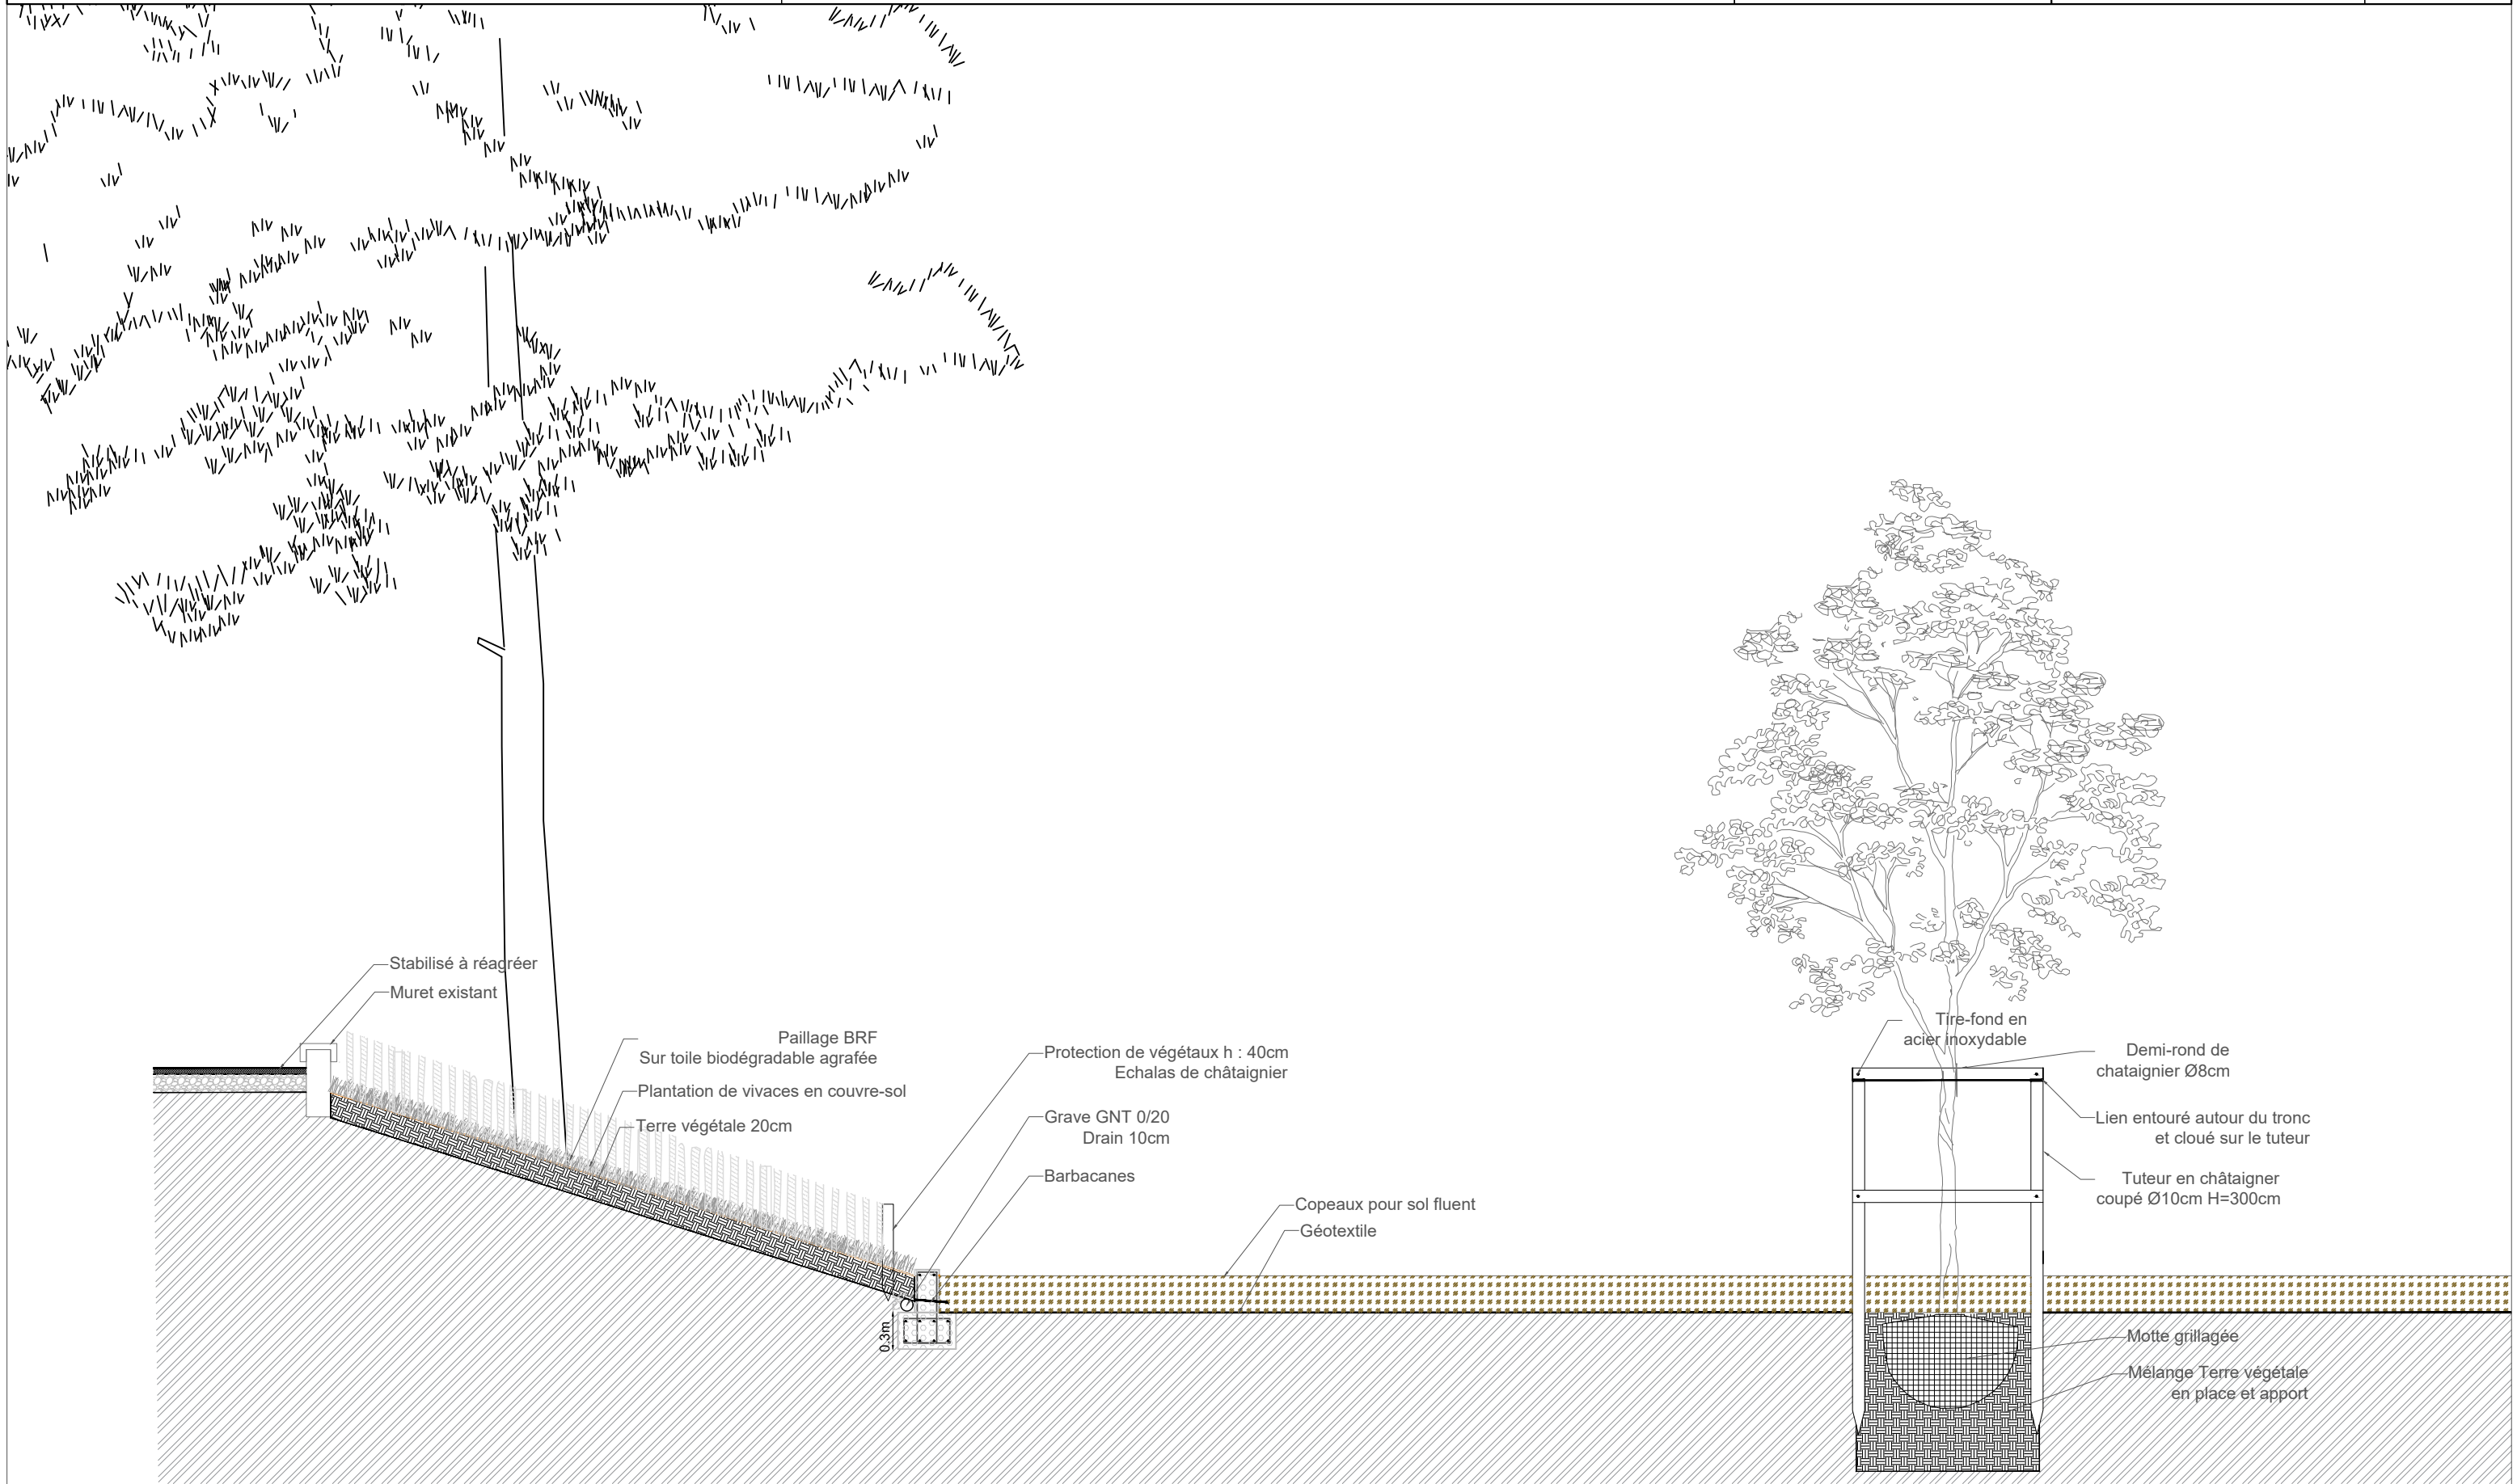 Stabilisé à réagréer
Muret existant
Paillage BRF
Sur toile biodégradable agrafée
Plantation de vivaces en couvre-sol
Terre végétale 20cm
Protection de végétaux h : 40cm
Echalas de châtaignier
Grave GNT 0/20
Drain 10cm
Barbacanes
0.3m
Copeaux pour sol fluent
Géotextile
Tire-fond en
acier inoxydable
Demi-rond de
chataignier Ø8cm
Lien entouré autour du tronc
et cloué sur le tuteur
Tuteur en châtaigner
coupé Ø10cm H=300cm
Motte grillagée
Mélange Terre végétale
en place et apport